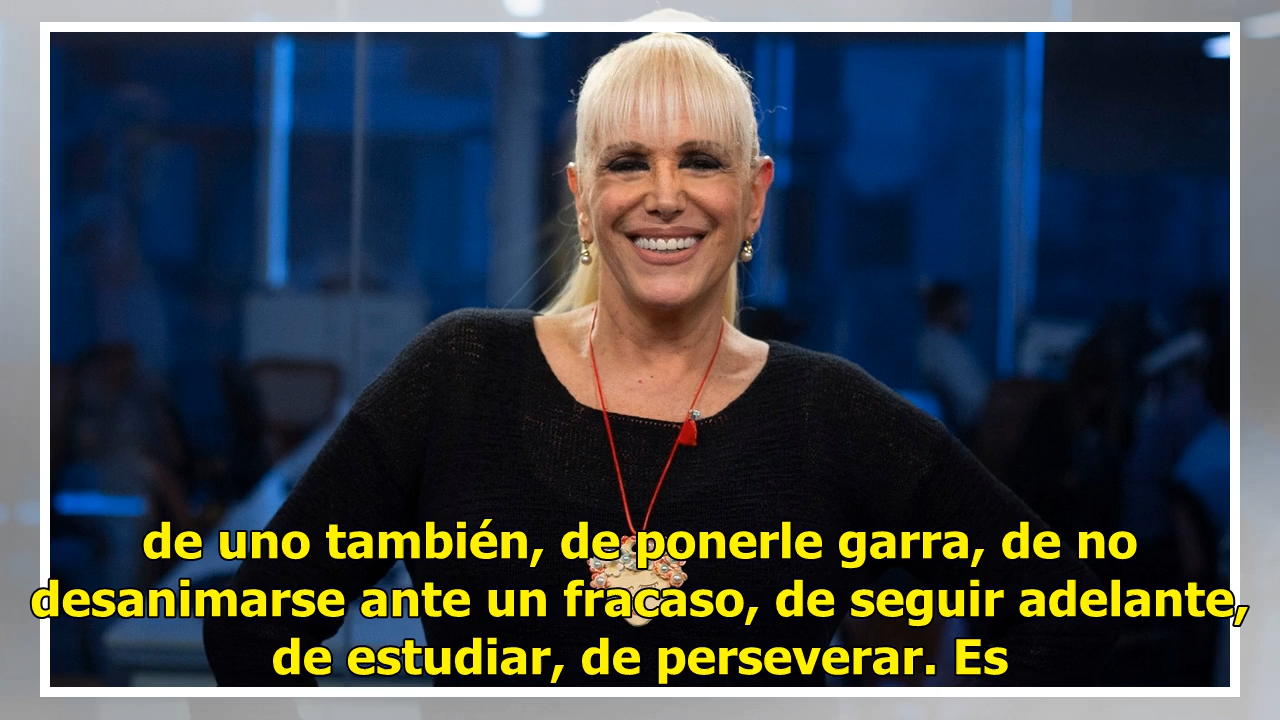 de uno también, de ponerle garra, de no
desanimarse ante un fracaso, de seguir adelante,
de estudiar, de perseverar. Es